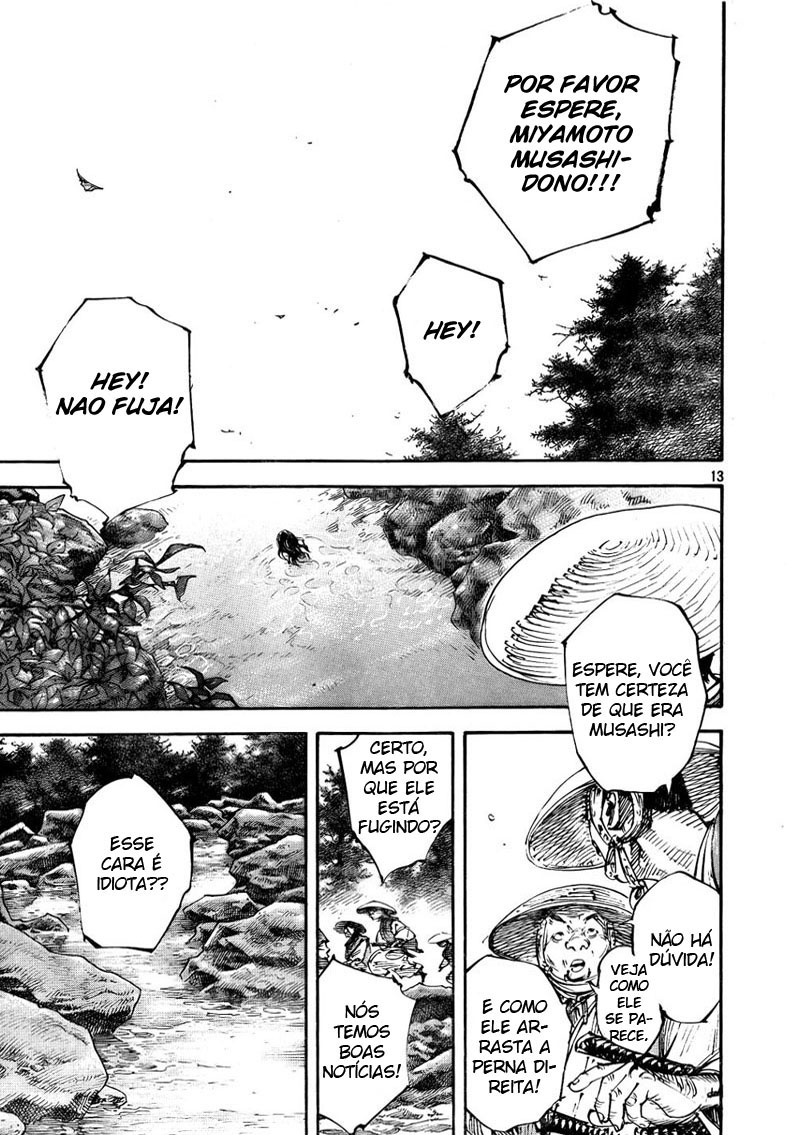 POR FAVOR
ESPERE,
MIYAMOTO
MUSASHI-
DONO!!!
HEY!
HEY!
NAO FUJA!
13
ESPERE, VOCÊ
TEM CERTEZA
DE QUE ERA
MUSASHI?
NÃO HÁ
DÚVIDA!
VEJA
COMO
ELE
SE PA-
RECE.
E COMO
ELE AR-
RASTA A
PERNA DI-
REITA!
CERTO,
MAS POR
QUE ELE
ESTÁ
FUGINDO?
NÓS
TEMOS
BOAS
NOTÍCIAS!
ESSE
CARA É
IDIOTA??